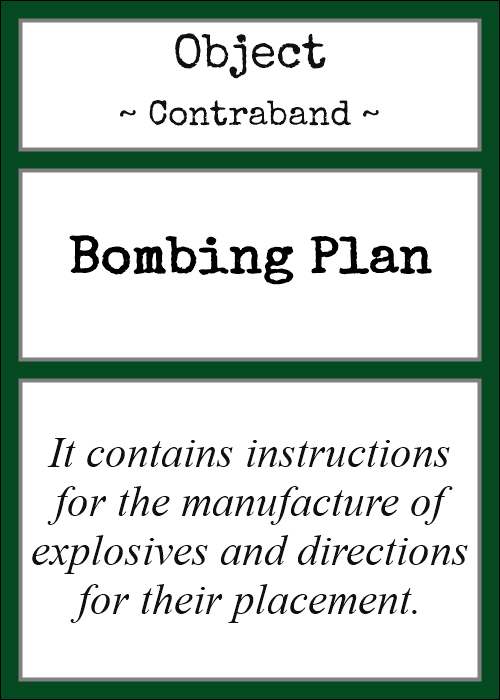 Object
~ Contraband ~
Bombing Plan
It contains instructions
for the manufacture of
explosives and directions
for their placement.